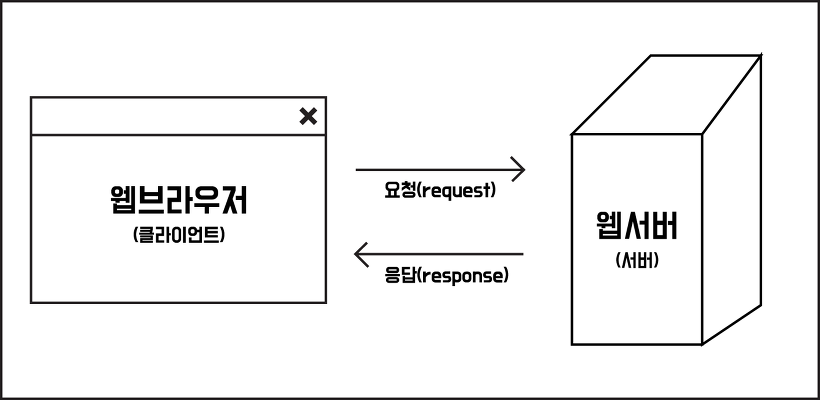 웹브라우저
(클라이언트)
요청(request)
응답(response)
웹서버
(서버)